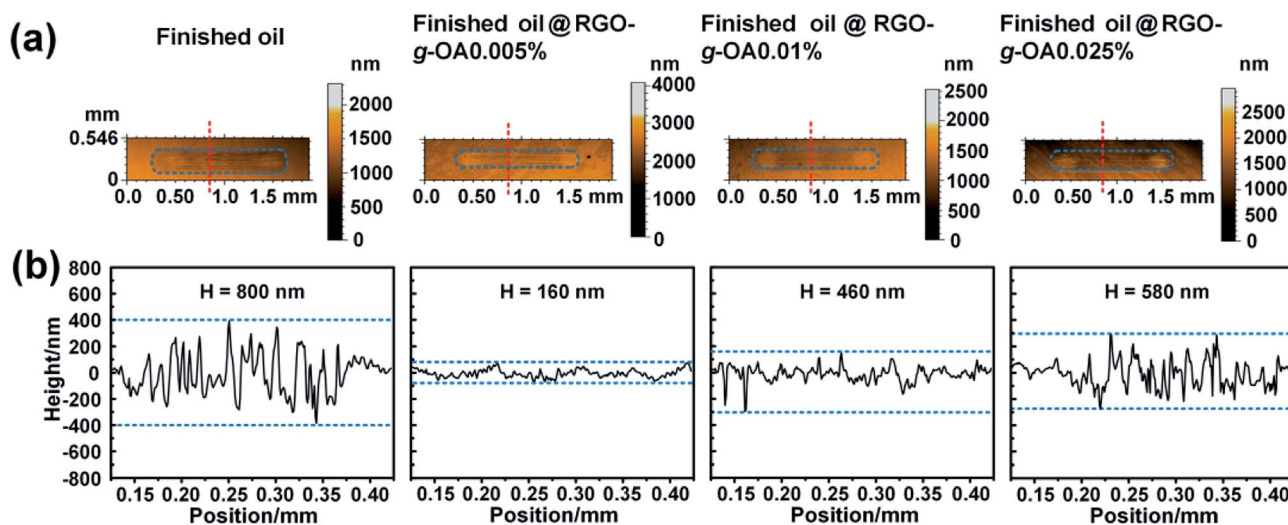 (a)
Finished oil
Finished oil @ RGO-
g-OA0.005%
Finished oil @ RGO-
g-OA0.01%
Finished oil @ RGO-
g-OA0.025%
nm
2000
1500
1000
500
0
mm
0.546
0
0.0 0.50 1.0 1.5 mm
nm
4000
3000
2000
1000
0
0.00 0.50 1.0 1.5 mm
nm
2500
2000
1500
1000
500
0
0.00 0.50 1.0 1.5 mm
nm
2500
2000
1500
1000
500
0
0.00 0.50 1.0 1.5 mm
(b)
Height/nm
800
600
400
200
0
-200
-400
-600
-800
H = 800 nm
0.15 0.20 0.25 0.30 0.35 0.40
Position/mm
H = 160 nm
0.15 0.20 0.25 0.30 0.35 0.40
Position/mm
H = 460 nm
0.15 0.20 0.25 0.30 0.35 0.40
Position/mm
H = 580 nm
0.15 0.20 0.25 0.30 0.35 0.40
Position/mm